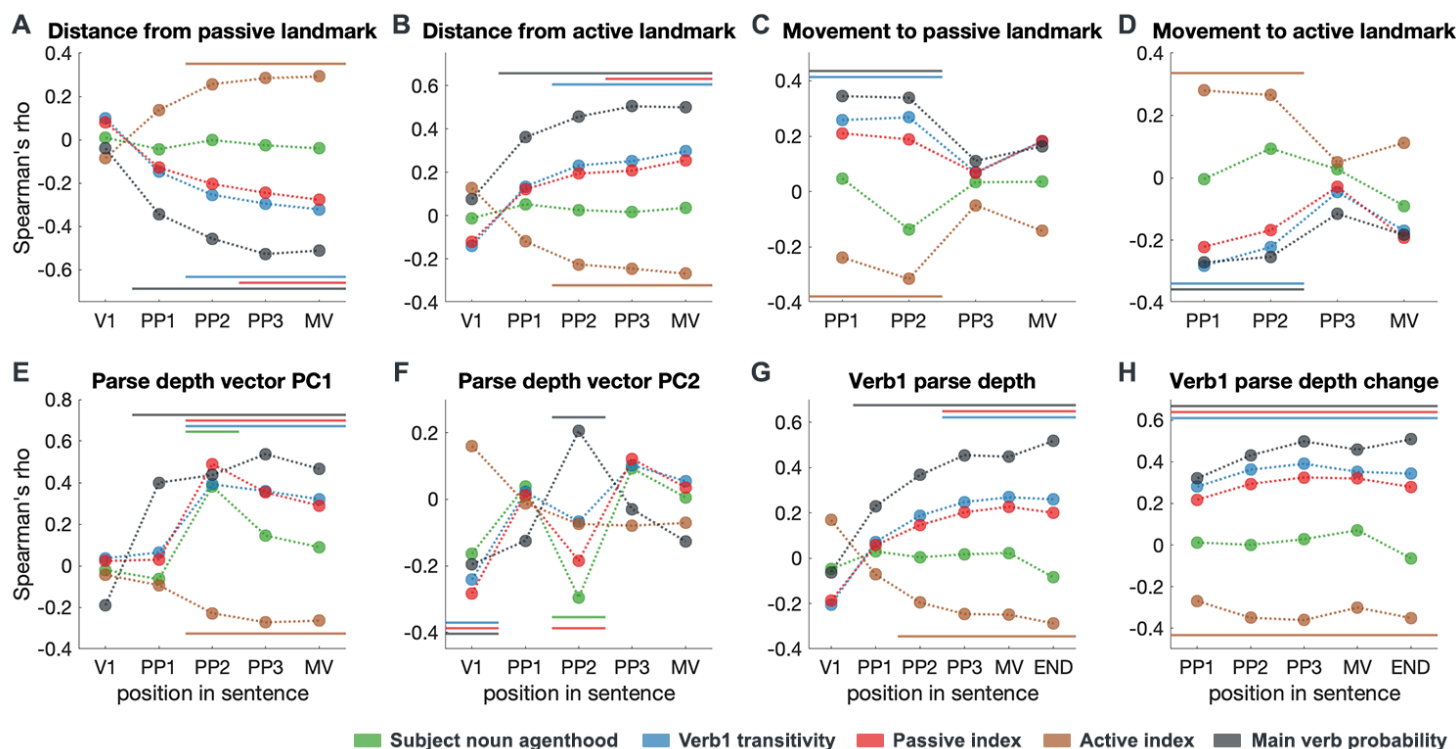 A Distance from passive landmark
B Distance from active landmark
C Movement to passive landmark
D Movement to active landmark
Spearman's rho
0.4
0.2
0
-0.2
-0.4
-0.6
V1 PP1 PP2 PP3 MV
0.6
0.4
0.2
0
-0.2
-0.4
V1 PP1 PP2 PP3 MV
0.4
0.2
0
-0.2
-0.4
PP1 PP2 PP3 MV
0.4
0.2
0
-0.2
-0.4
PP1 PP2 PP3 MV
E Parse depth vector PC1
F Parse depth vector PC2
G Verb1 parse depth
H Verb1 parse depth change
Spearman's rho
0.8
0.6
0.4
0.2
0
-0.2
-0.4
V1 PP1 PP2 PP3 MV
position in sentence
0.2
0
-0.2
-0.4
V1 PP1 PP2 PP3 MV
position in sentence
0.6
0.4
0.2
0
-0.2
-0.4
V1 PP1 PP2 PP3 MV END
position in sentence
0.6
0.4
0.2
0
-0.2
-0.4
PP1 PP2 PP3 MV END
position in sentence
Subject noun agenthood Verb1 transitivity Passive index Active index Main verb probability